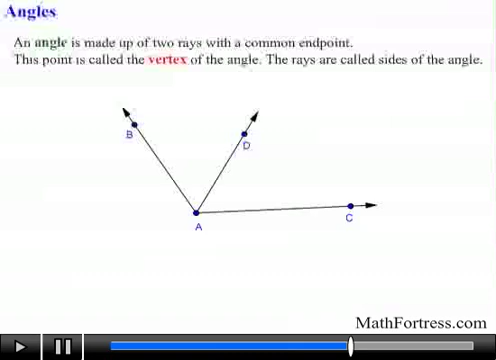 Angles
An angle is made up of two rays with a common endpoint.
This point is called the vertex of the angle. The rays are called sides of the angle.
B
D
A
C
MathFortress.com